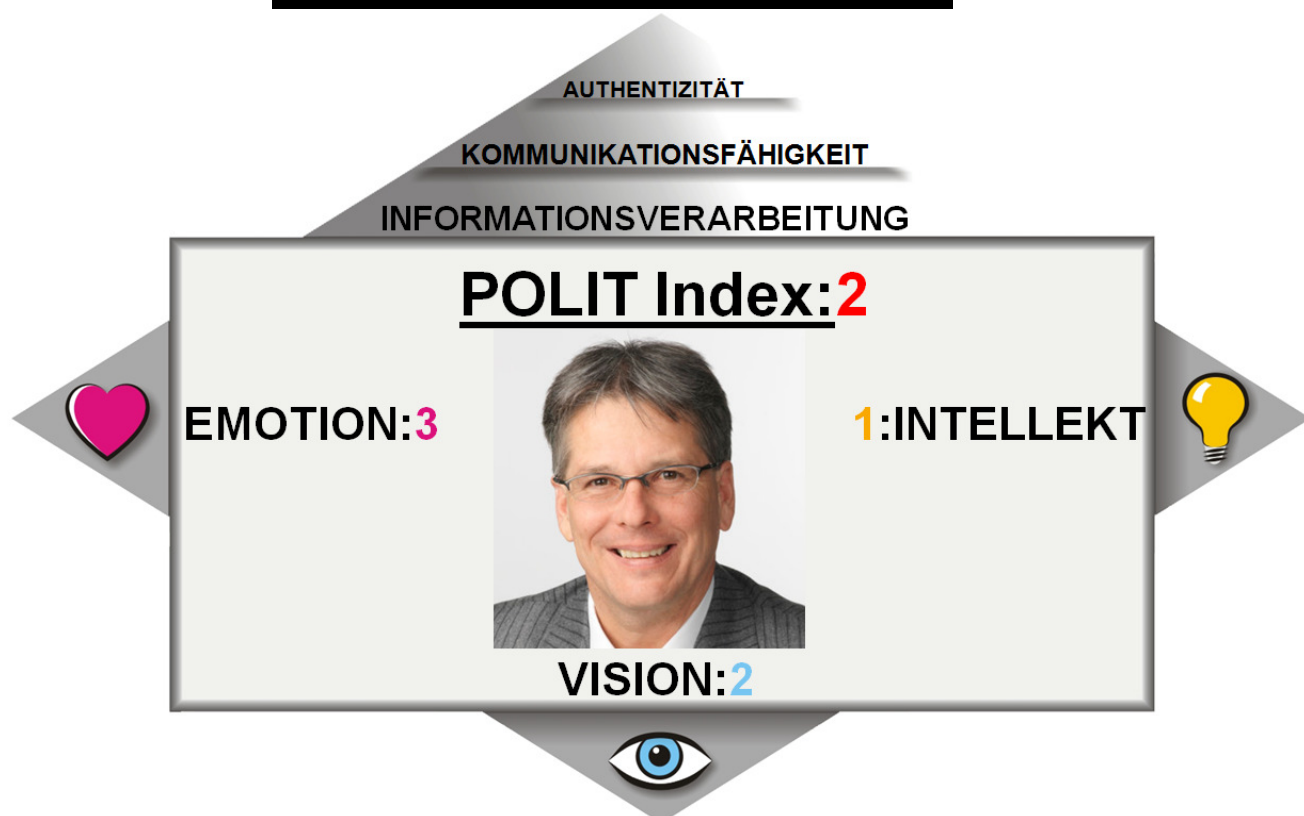 AUTHENTIZITÄT
KOMMUNIKATIONSFÄHIGKEIT
INFORMATIONSVERARBEITUNG
POLIT Index:2
EMOTION:3
1:INTELLEKT
VISION:2